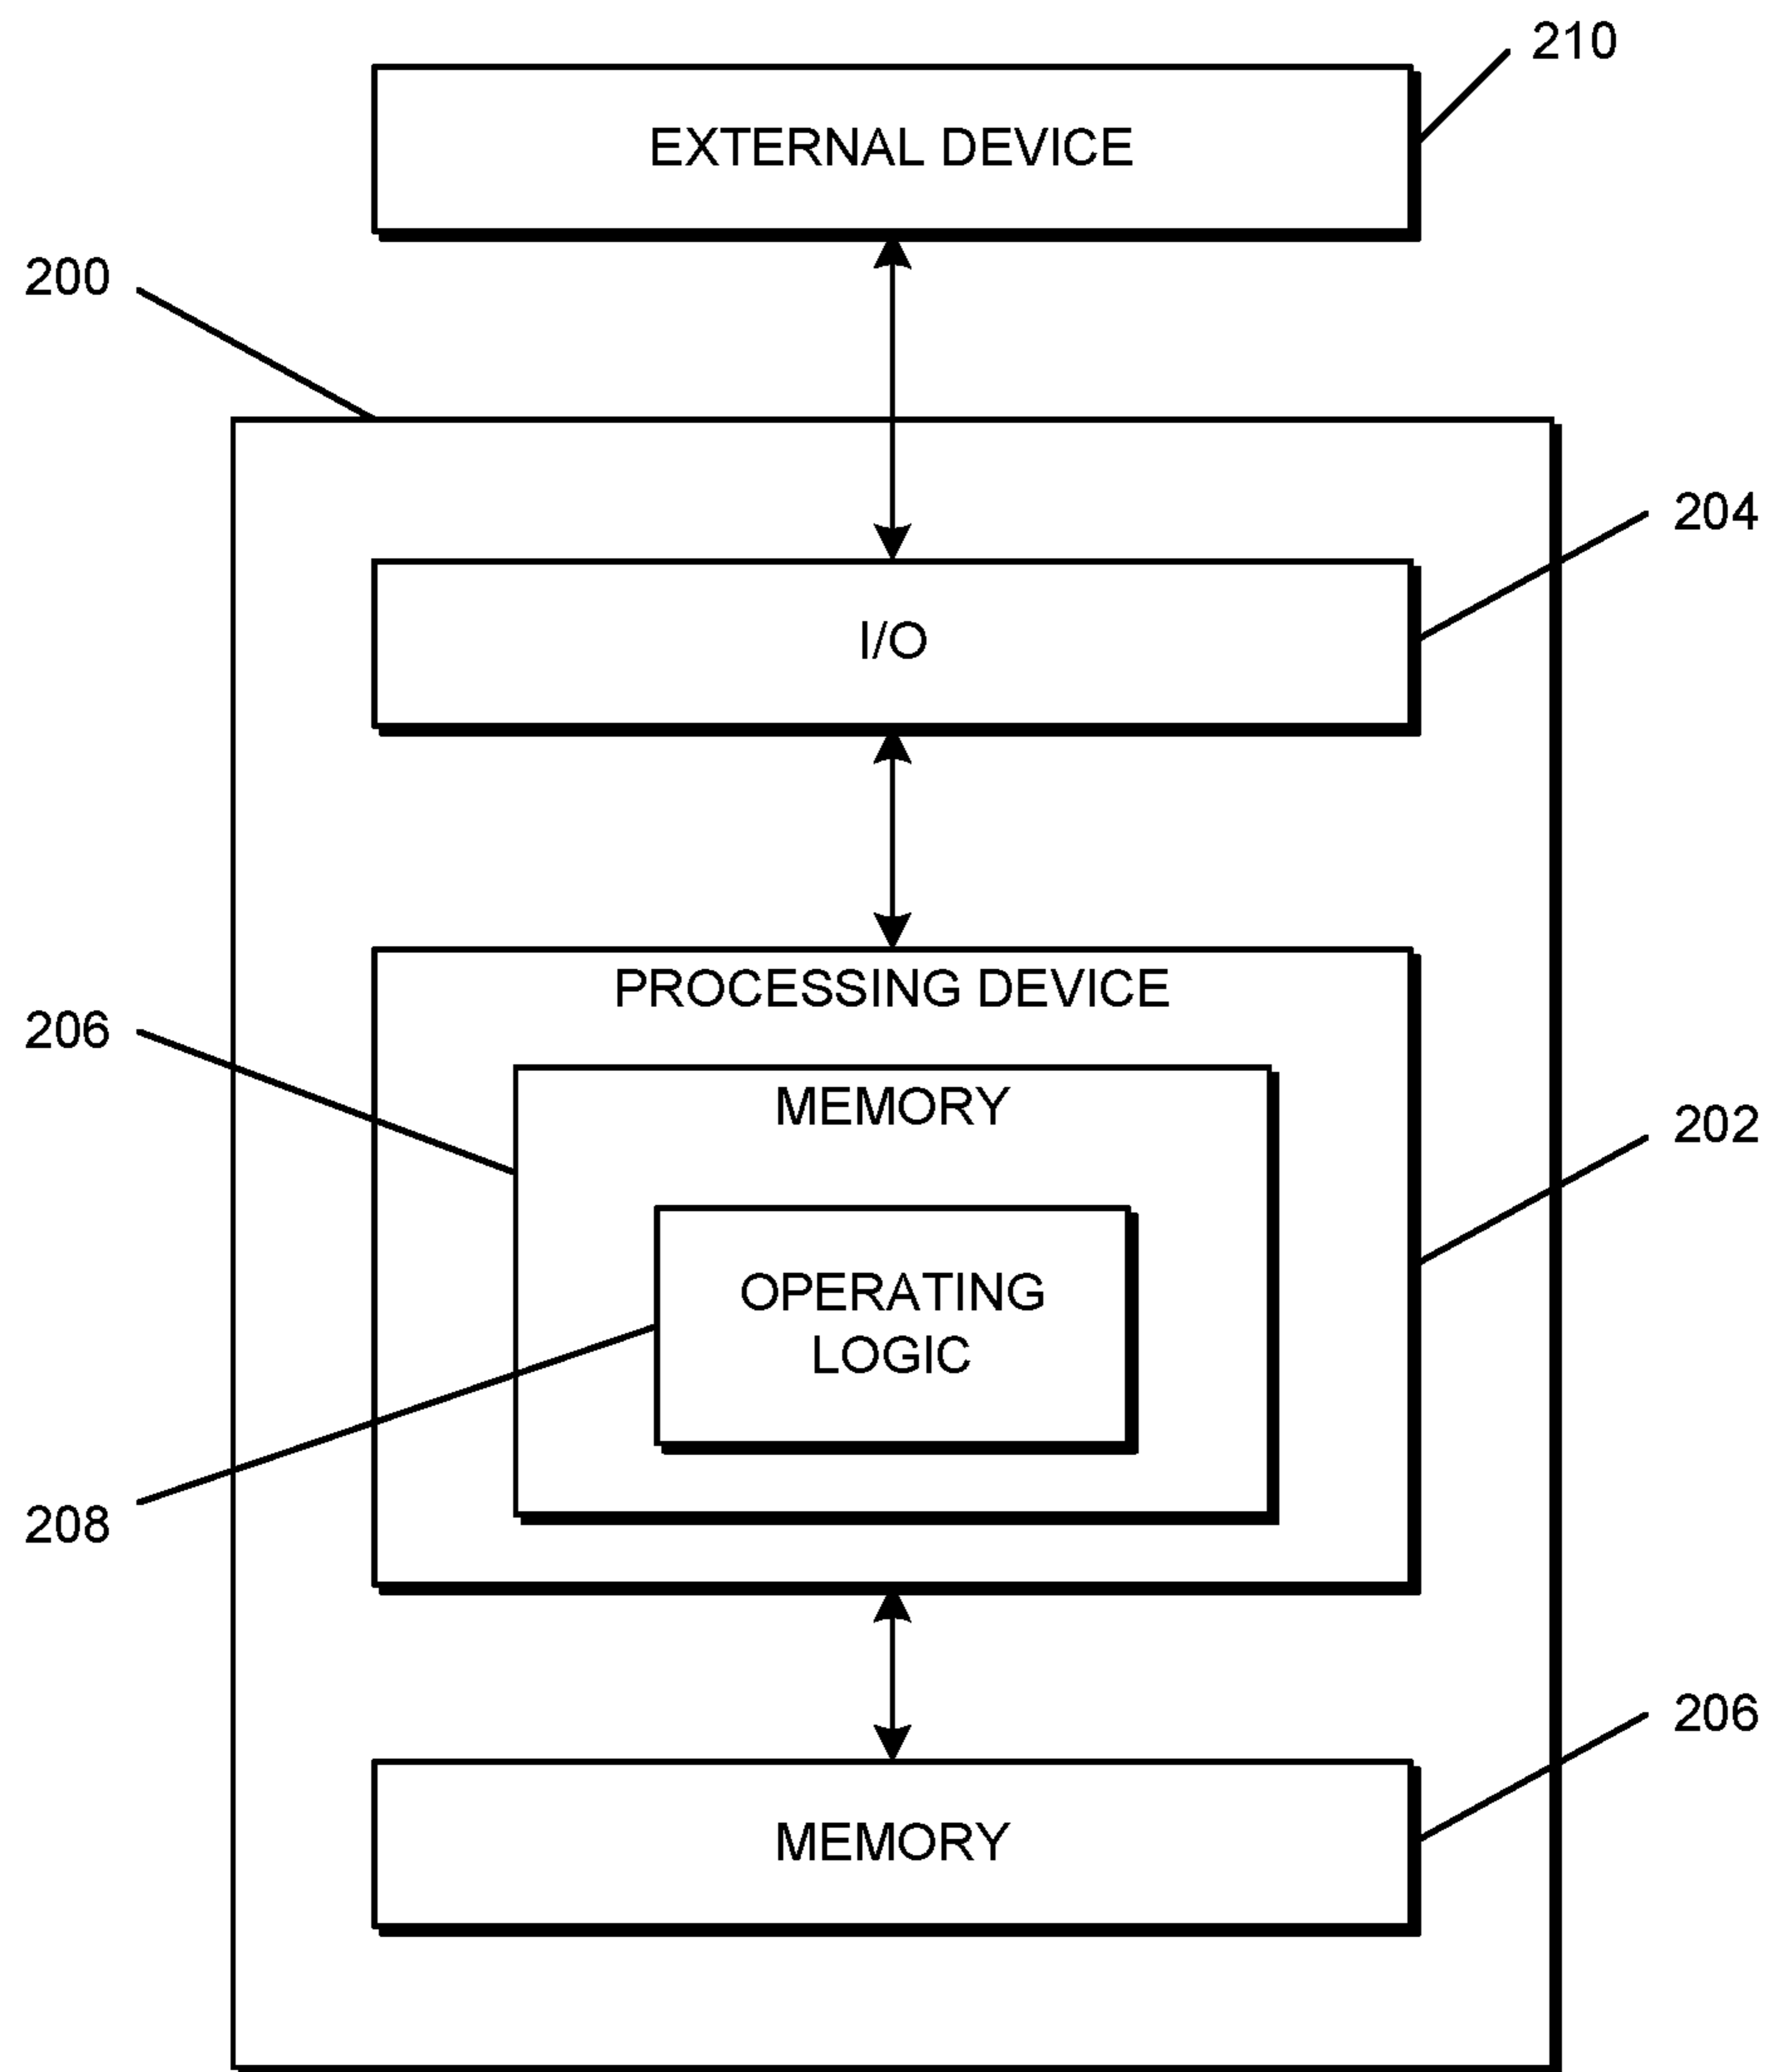 210
EXTERNAL DEVICE
200
204
I/O
PROCESSING DEVICE
206
MEMORY
202
OPERATING
LOGIC
208
206
MEMORY